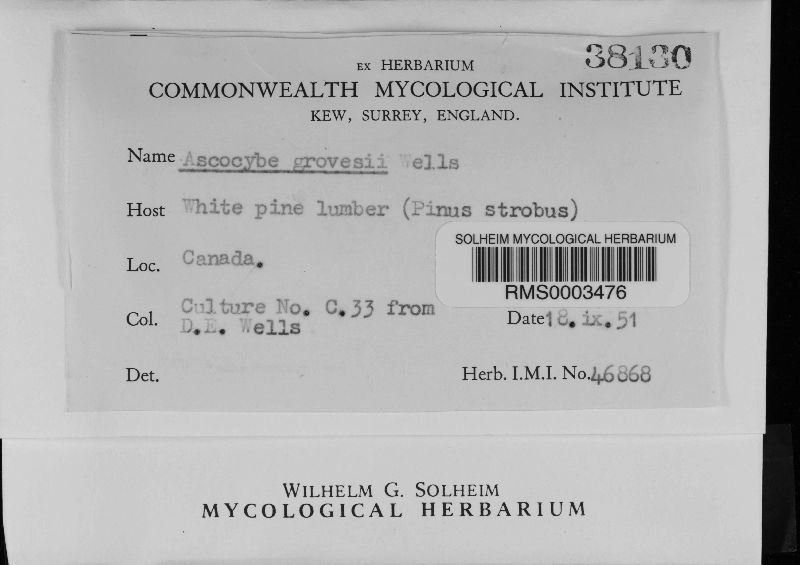 38130
EX HERBARIUM
COMMONWEALTH MYCOLOGICAL INSTITUTE
KEW, SURREY, ENGLAND.
Name Ascocybe grovesii Wells
Host White pine lumber (Pinus strobus)
SOLHEIM MYCOLOGICAL HERBARIUM
RMS0003476
Loc. Canada.
Col. Culture No. C.33 from
D.E. Wells
Date 18. ix. 51
Det.
Herb. I.M.I. No. 46868
WILHELM G. SOLHEIM
MYCOLOGICAL HERBARIUM